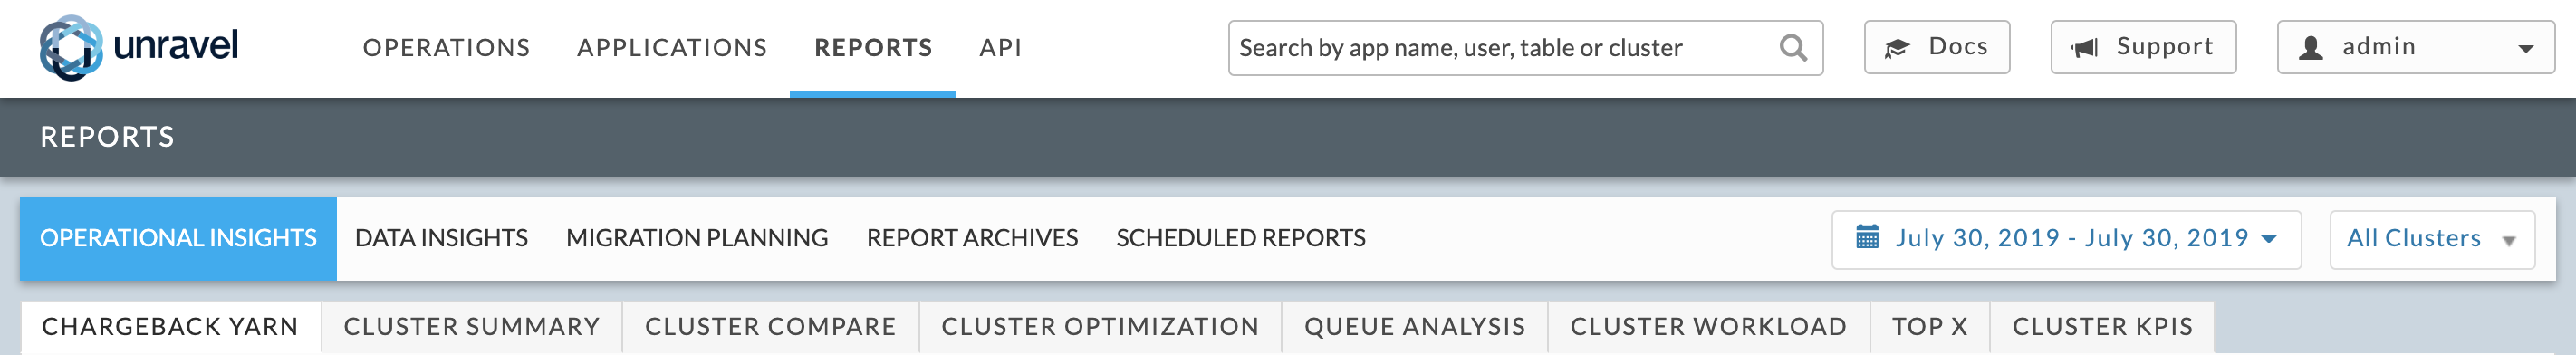 unravel OPERATIONS APPLICATIONS REPORTS API Search by app name, user, table or cluster Docs Support admin
REPORTS
OPERATIONAL INSIGHTS DATA INSIGHTS MIGRATION PLANNING REPORT ARCHIVES SCHEDULED REPORTS July 30, 2019 - July 30, 2019 All Clusters
CHARGEBACK YARN CLUSTER SUMMARY CLUSTER COMPARE CLUSTER OPTIMIZATION QUEUE ANALYSIS CLUSTER WORKLOAD TOP X CLUSTER KPIS